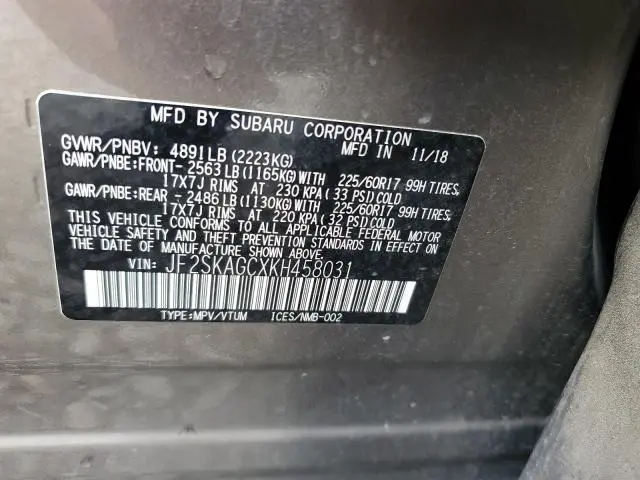 MFD BY SUBARU CORPORATION
GVWR/PNBV: 4891LB (2223KG) MFD IN 11/18
GAWR/PNBE:FRONT- 2563 LB (1165KG) WITH 225/60R17 99H TIRES,
17X7J RIMS AT 230 KPA (33 PSI) COLD
GAWR/PNBE:REAR - 2486 LB (1130KG) WITH 225/60R17 99H TIRES,
17X7J RIMS AT 220 KPA (32 PSI) COLD
THIS VEHICLE CONFORMS TO ALL APPLICABLE FEDERAL MOTOR
VEHICLE SAFETY AND THEFT PREVENTION STANDARDS IN
EFFECT ON THE DATE OF MANUFACTURE SHOWN ABOVE.
VIN: JF2SKAGCXKH458031
TYPE:MPV/VTUM ICES/NMB-002